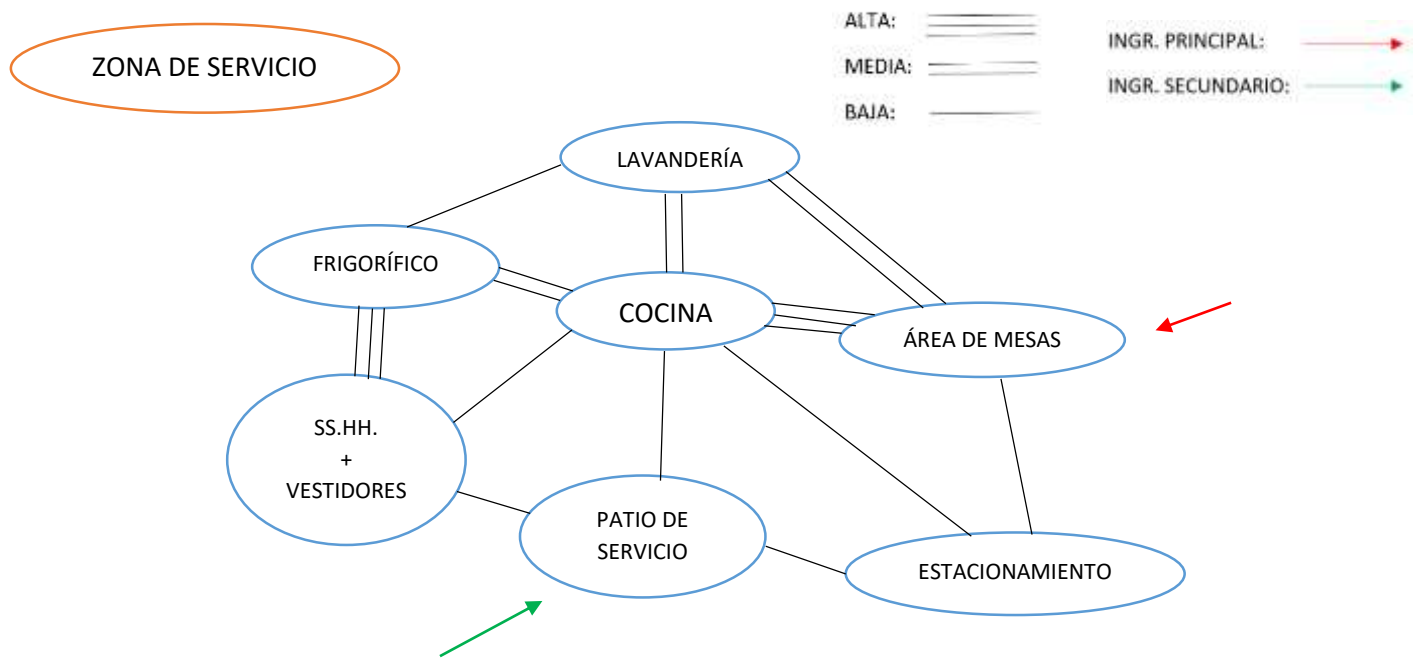 ZONA DE SERVICIO
ALTA:
MEDIA:
BAJA:
INGR. PRINCIPAL:
INGR. SECUNDARIO:
LAVANDERÍA
FRIGORÍFICO
COCINA
ÁREA DE MESAS
SS.HH.
+
VESTIDORES
PATIO DE
SERVICIO
ESTACIONAMIENTO